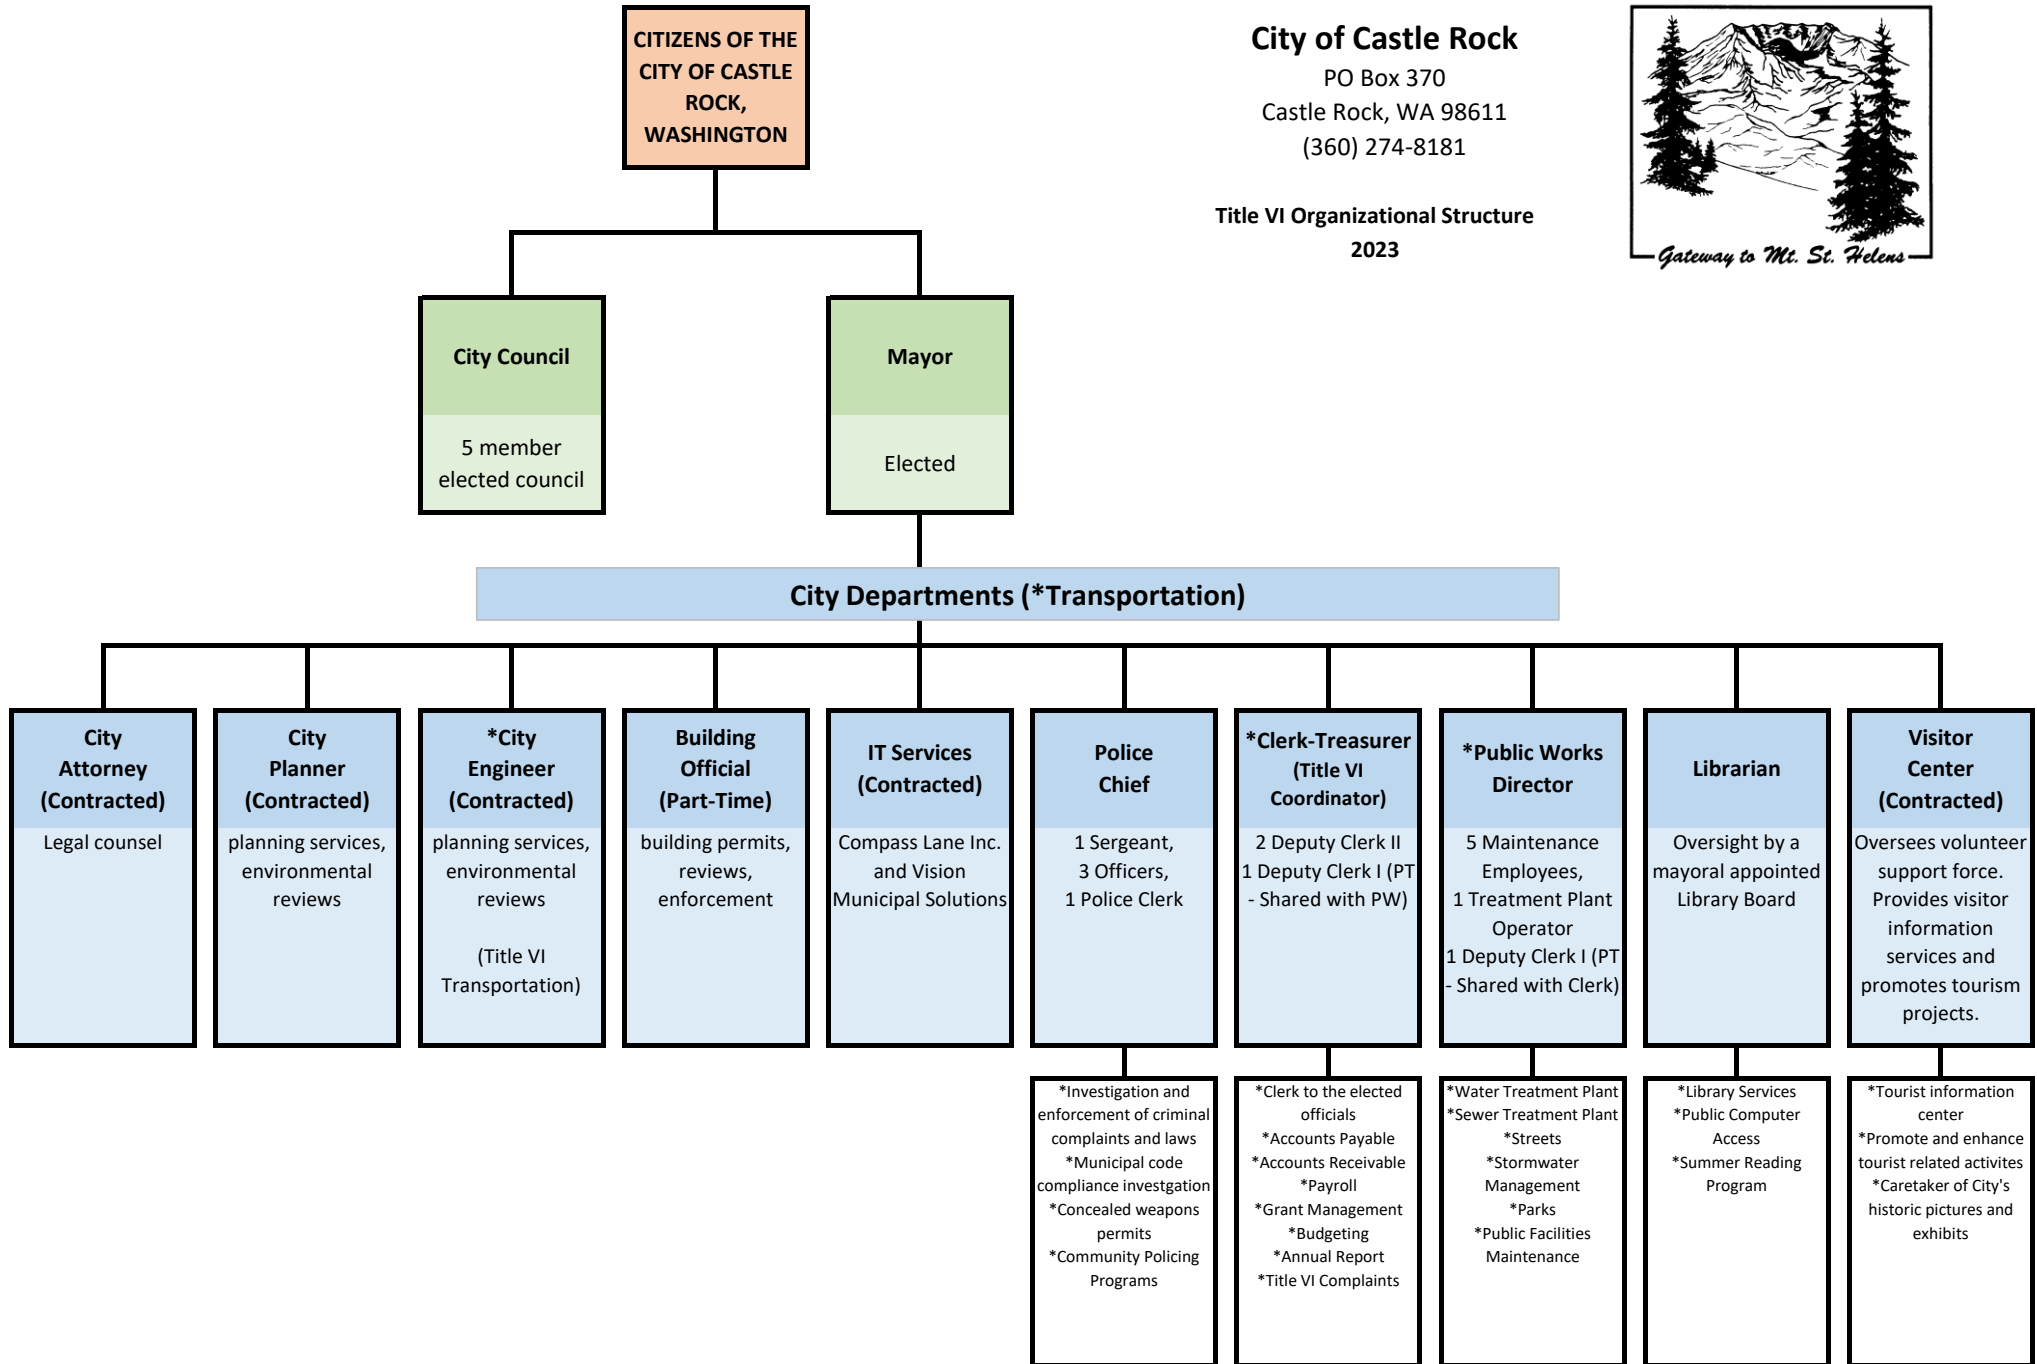 CITIZENS OF THE
CITY OF CASTLE
ROCK,
WASHINGTON
City of Castle Rock
PO Box 370
Castle Rock, WA 98611
(360) 274-8181
Title VI Organizational Structure
2023
Gateway to Mt. St. Helens
City Council
5 member
elected council
Mayor
Elected
City Departments (*Transportation)
City
Attorney
(Contracted)
Legal counsel
City
Planner
(Contracted)
planning services,
environmental
reviews
*City
Engineer
(Contracted)
planning services,
environmental
reviews
(Title VI
Transportation)
Building
Official
(Part-Time)
building permits,
reviews,
enforcement
IT Services
(Contracted)
Compass Lane Inc.
and Vision
Municipal Solutions
Police
Chief
1 Sergeant,
3 Officers,
1 Police Clerk
*Investigation and
enforcement of criminal
complaints and laws
*Municipal code
compliance investgation
*Concealed weapons
permits
*Community Policing
Programs
*Clerk-Treasurer
(Title VI
Coordinator)
2 Deputy Clerk II
1 Deputy Clerk I (PT
- Shared with PW)
*Clerk to the elected
officials
*Accounts Payable
*Accounts Receivable
*Payroll
*Grant Management
*Budgeting
*Annual Report
*Title VI Complaints
*Public Works
Director
5 Maintenance
Employees,
1 Treatment Plant
Operator
1 Deputy Clerk I (PT
- Shared with Clerk)
*Water Treatment Plant
*Sewer Treatment Plant
*Streets
*Stormwater
Management
*Parks
*Public Facilities
Maintenance
Librarian
Oversight by a
mayoral appointed
Library Board
*Library Services
*Public Computer
Access
*Summer Reading
Program
Visitor
Center
(Contracted)
Oversees volunteer
support force.
Provides visitor
information
services and
promotes tourism
projects.
*Tourist information
center
*Promote and enhance
tourist related activites
*Caretaker of City's
historic pictures and
exhibits